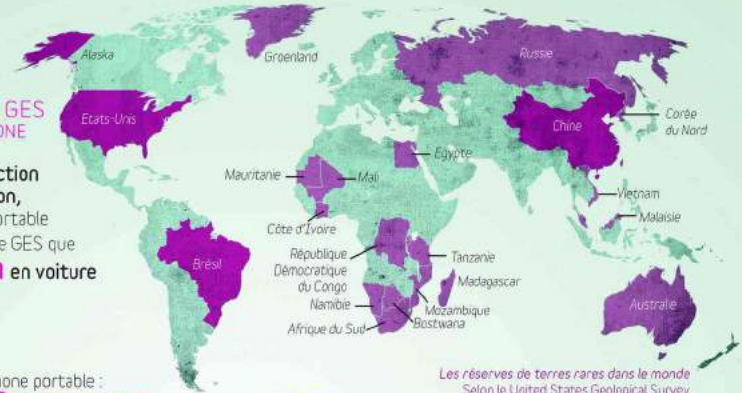 GES
ONE
ction
on,
ortable
e GES que
en voiture
Alaska
Groenland
Russie
Etats-Unis
Chine
Corée
du Nord
Mauritanie
Mali
Egypte
Vietnam
Malaisie
Côte d'Ivoire
Brésil
République
Démocratique
du Congo
Tanzanie
Madagascar
Namibie
Mozambique
Bostwana
Afrique du Sud
Australie
one portable :
Les réserves de terres rares dans le monde
Selon le United States Geological Survey